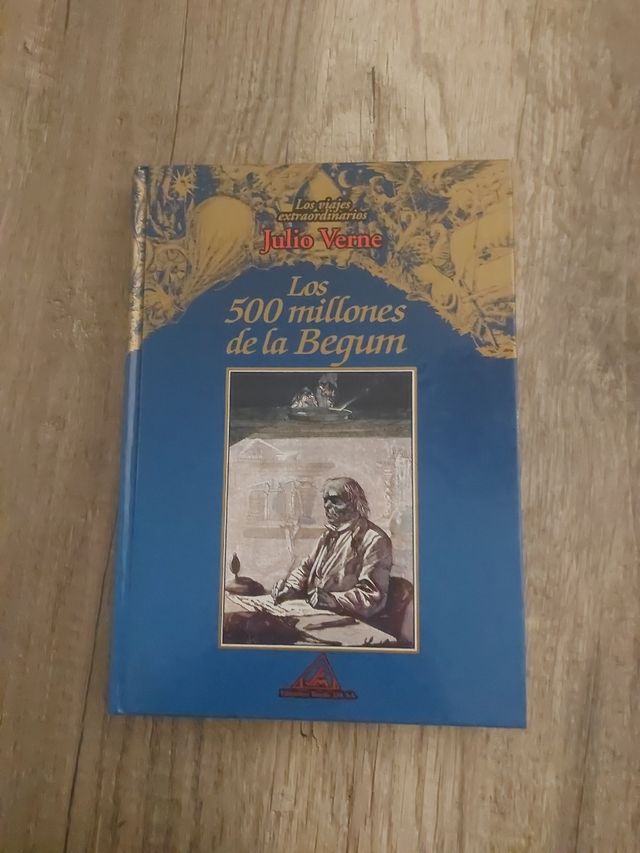 Los viajes
extraordinarios
Julio Verne
Los
500 millones
de la Begum
S.A.